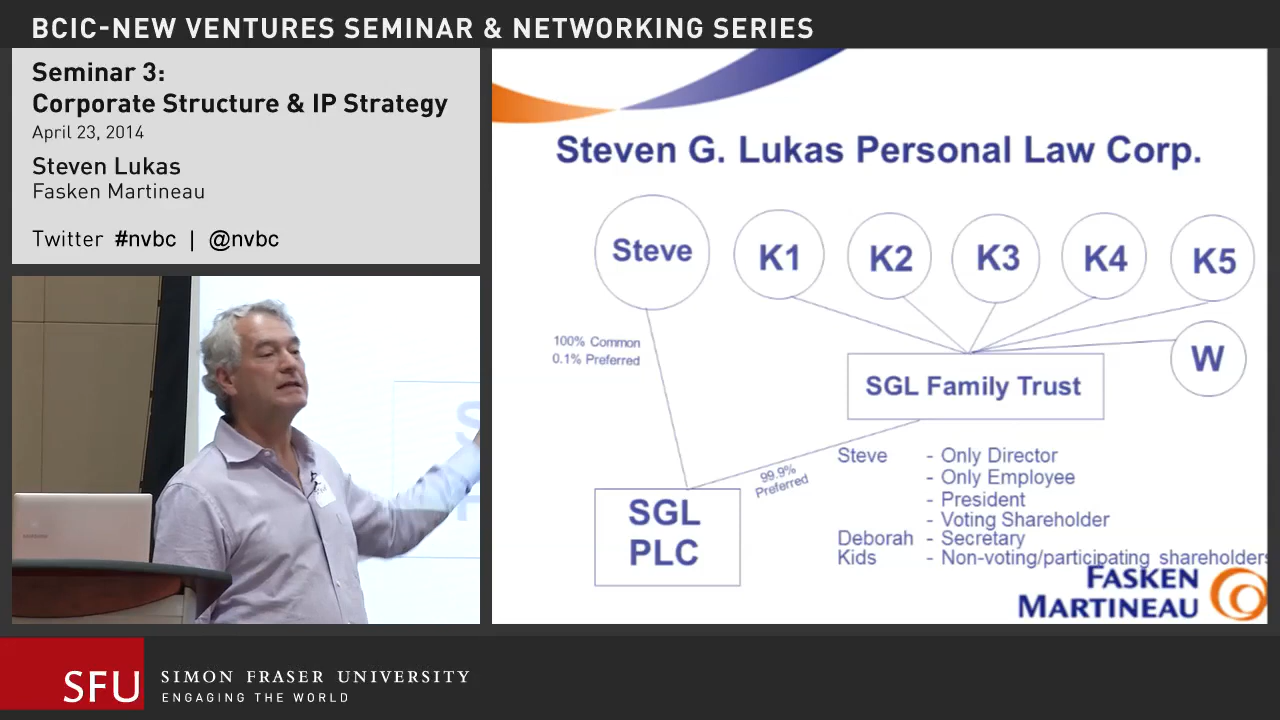 BCIC-NEW VENTURES SEMINAR & NETWORKING SERIES
Seminar 3:
Corporate Structure & IP Strategy
April 23, 2014
Steven Lukas
Fasken Martineau
Twitter #nvbc | @nvbc
Steven G. Lukas Personal Law Corp.
Steve
K1
K2
K3
K4
K5
W
100% Common
0.1% Preferred
SGL Family Trust
99.9%
Preferred
SGL
PLC
Steve - Only Director
- Only Employee
- President
- Voting Shareholder
Deborah - Secretary
Kids - Non-voting/participating shareholders
FASKEN
MARTINEAU
SFU SIMON FRASER UNIVERSITY
ENGAGING THE WORLD